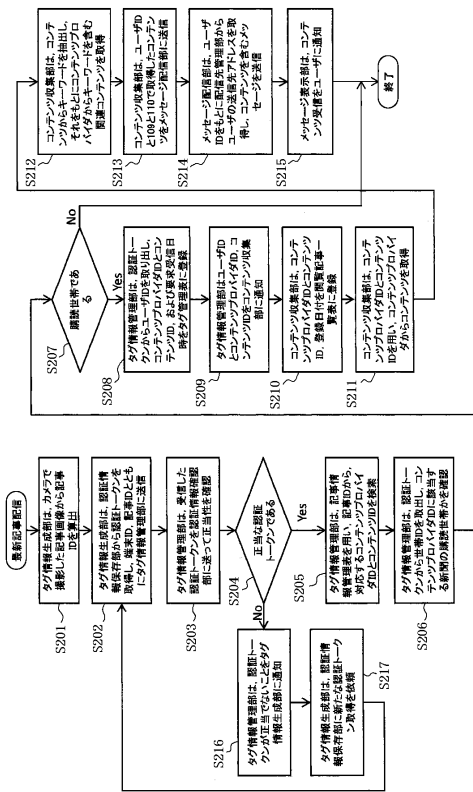 最新記事配信
タグ情報生成部は、カメラで
撮影した記事画像から記事
IDを算出
S201
タグ情報生成部は、認証情
報保存部から認証トークンを
取得し、端末ID、記事IDととも
にタグ情報管理部に送信
S202
タグ情報管理部は、受信した
認証トークンを認証情報確認
部に送って正当性を確認
S203
正当な認証
トークンである
S204
Yes
No
タグ情報管理部は、記事情
報管理表を用い、記事IDから、
対応するコンテンツプロバイ
ダIDとコンテンツIDを検索
S205
タグ情報管理部は、認証トー
クンから世帯IDを取出し、コン
テンツプロバイダIDに該当す
る新聞の購読世帯かを確認
S206
タグ情報管理部は、認証トー
クンが正当でないことをタグ
情報生成部に通知
S216
タグ情報生成部は、認証情
報保存部に新たな認証トーク
ン取得を依頼
S217
購読世帯であ
る
S207
No
Yes
タグ情報管理部は、認証トー
クンからユーザIDを取り出し、
コンテンツプロバイダIDとコン
テンツID、および要求受信日
時をタグ管理表に登録
S208
タグ情報管理部はユーザID
とコンテンツプロバイダID、コ
ンテンツIDをコンテンツ収集
部に通知
S209
コンテンツ収集部は、コンテ
ンツプロバイダIDとコンテンツ
ID、登録日付を閲覧記事一
覧表に登録
S210
コンテンツ収集部は、コンテ
ンツプロバイダIDとコンテンツ
IDを用い、コンテンツプロバイ
ダからコンテンツを取得
S211
コンテンツ収集部は、コンテ
ンツからキーワードを抽出し、
それをもとにコンテンツプロ
バイダからキーワードを含む
関連コンテンツを取得
S212
コンテンツ収集部は、ユーザID
と109と110で取得したコンテン
ツをメッセージ配信部に送信
S213
メッセージ配信部は、ユーザ
IDをもとに配信先管理部から
ユーザの送信先アドレスを取
得し、コンテンツを含むメッ
セージを送信
S214
メッセージ表示部は、コンテ
ンツ受信をユーザに通知
S215
終了